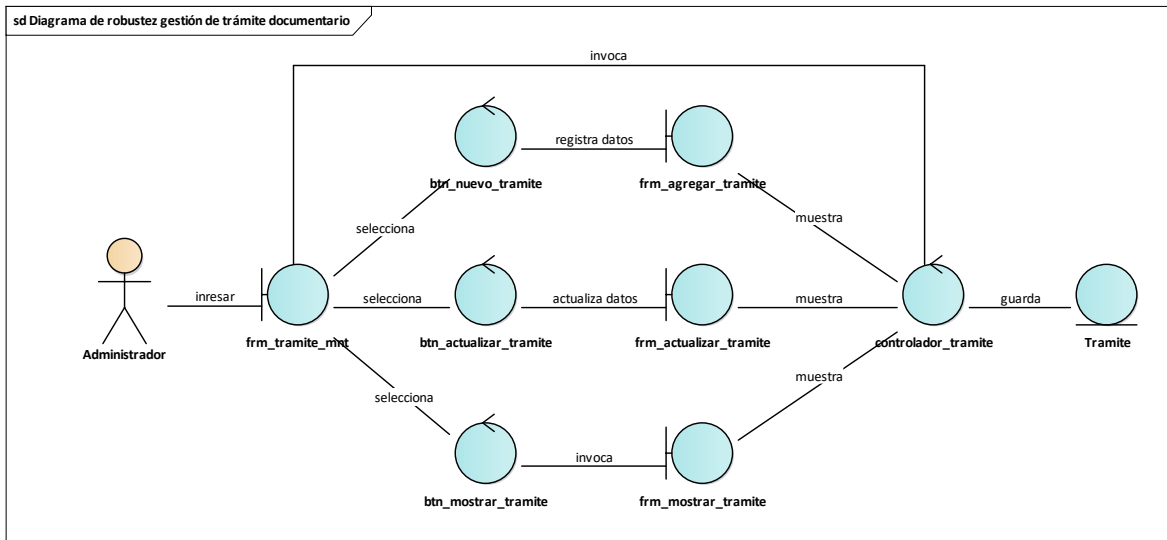 sd Diagrama de robustez gestión de trámite documentario
invoca
registra datos
btn_nuevo_tramite
frm_agregar_tramite
selecciona
muestra
inresar
selecciona
actualiza datos
muestra
guarda
Administrador
frm_tramite_mnt
btn_actualizar_tramite
frm_actualizar_tramite
controlador_tramite
Tramite
selecciona
muestra
invoca
btn_mostrar_tramite
frm_mostrar_tramite